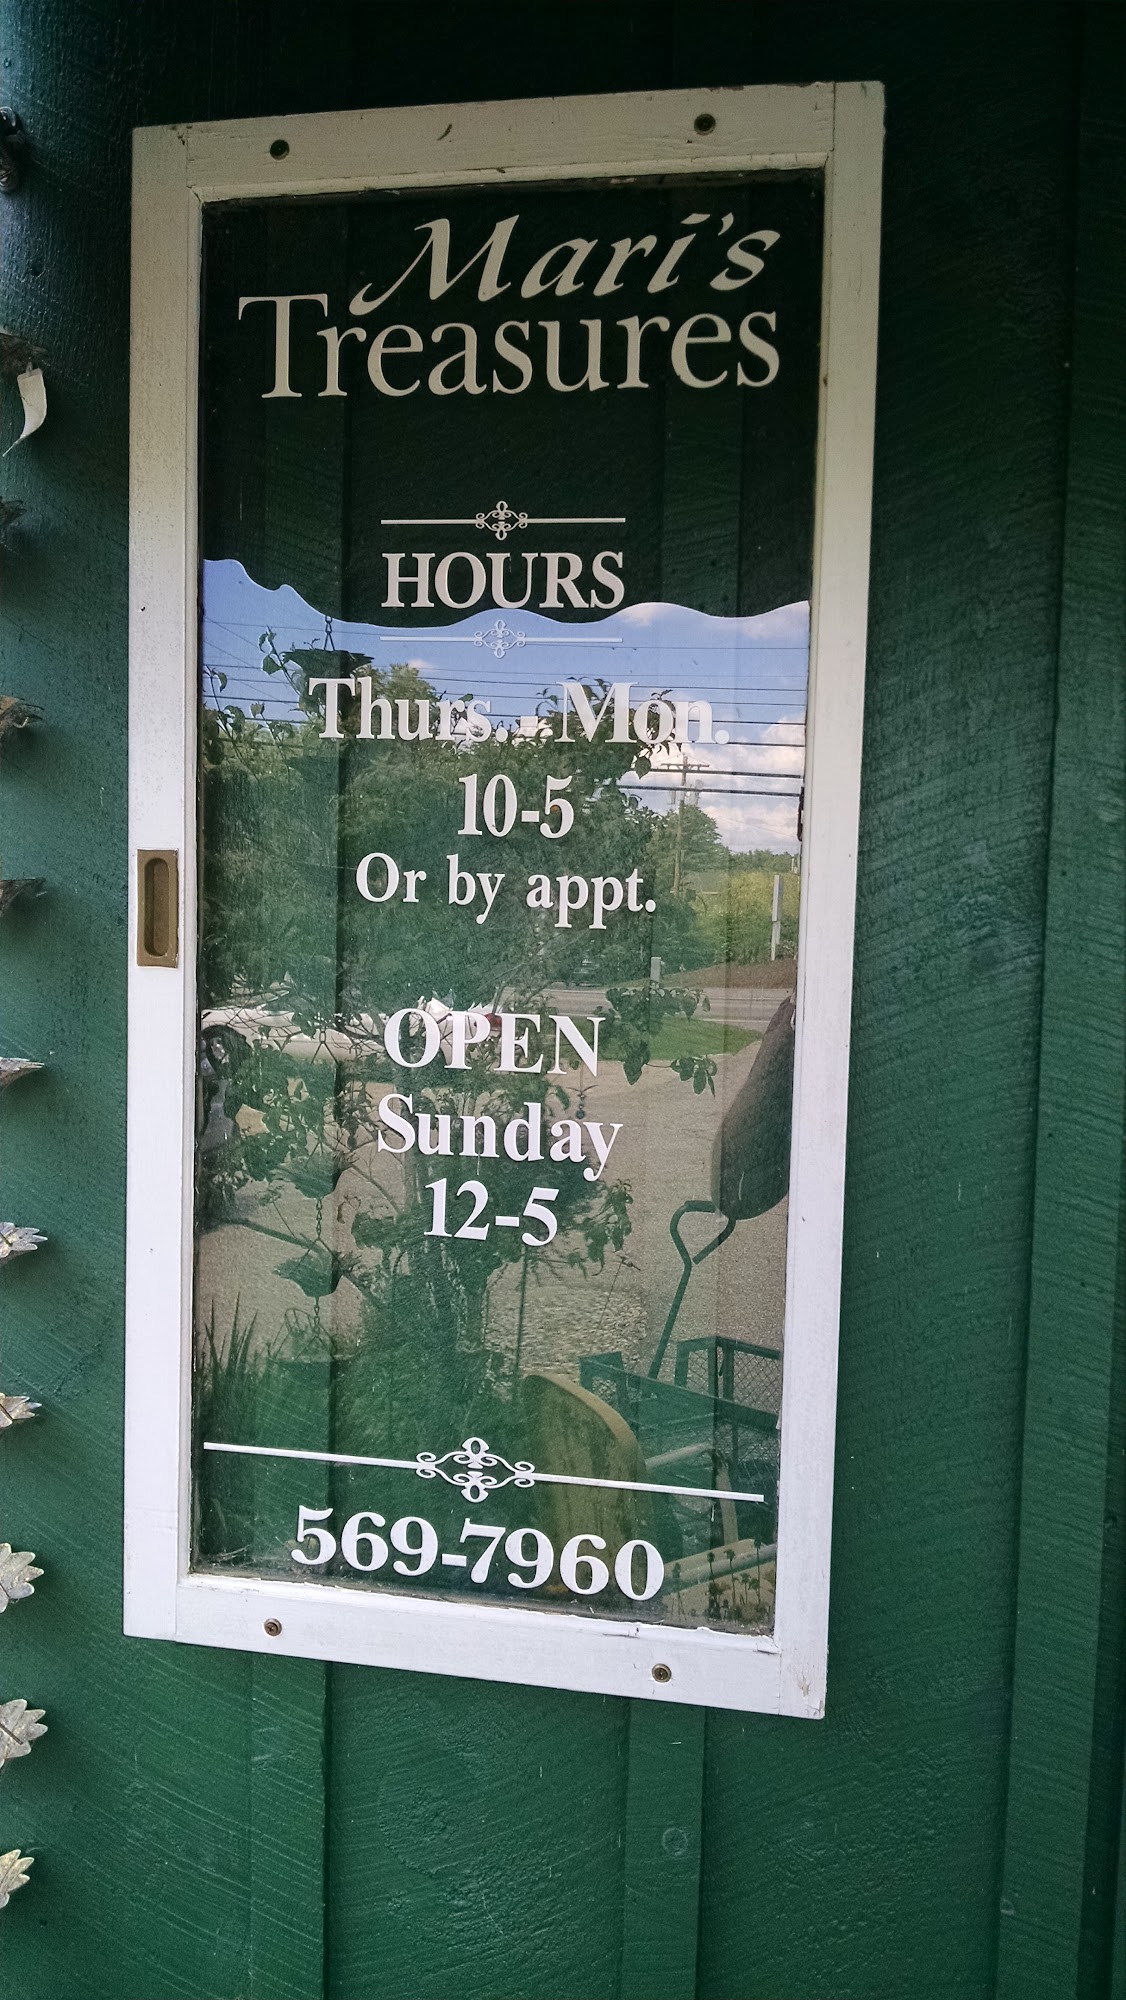 Mari's
Treasures
HOURS
Thurs. - Mon.
10-5
Or by appt.
OPEN
Sunday
12-5
569-7960